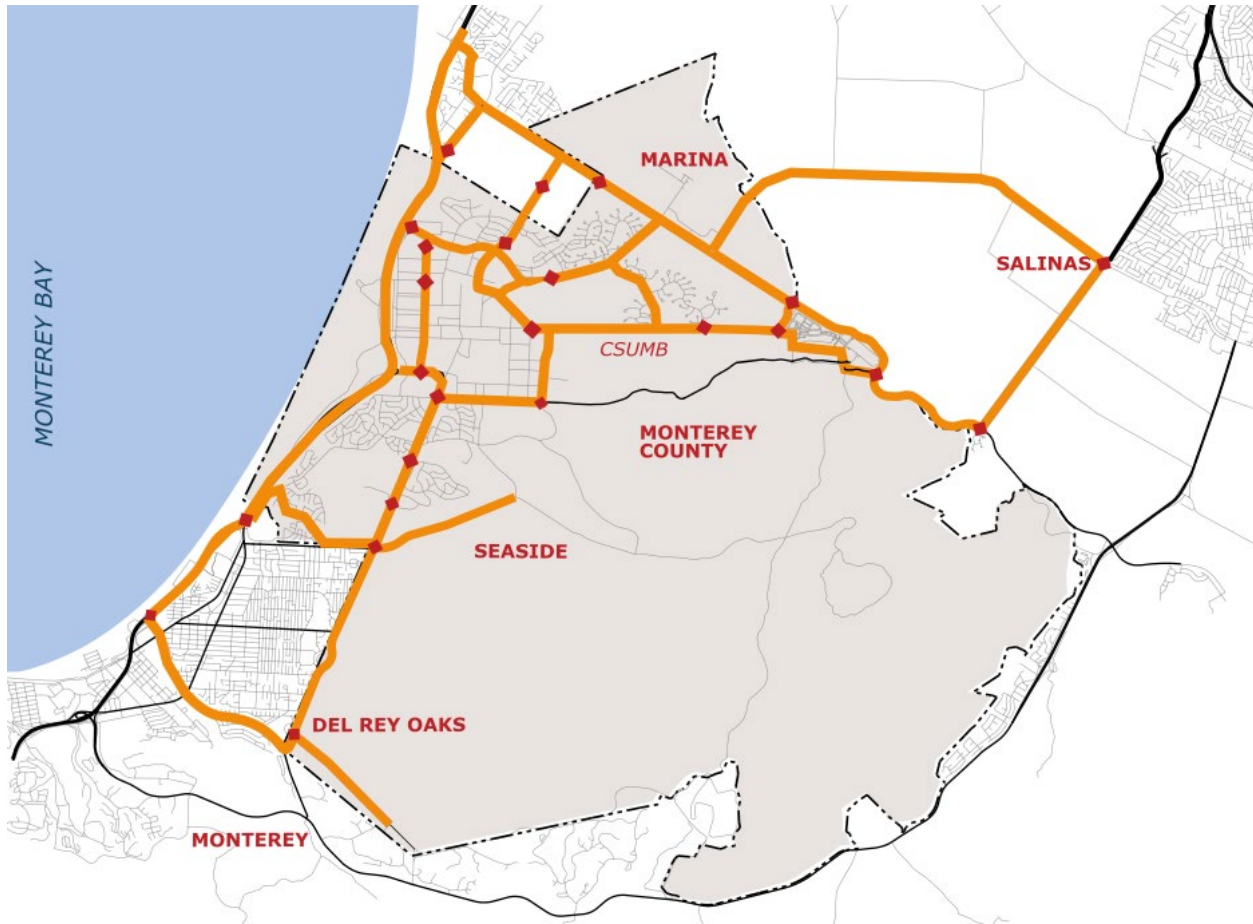 MARINA
SALINAS
MONTEREY BAY
CSUMB
MONTEREY
COUNTY
SEASIDE
DEL REY OAKS
MONTEREY